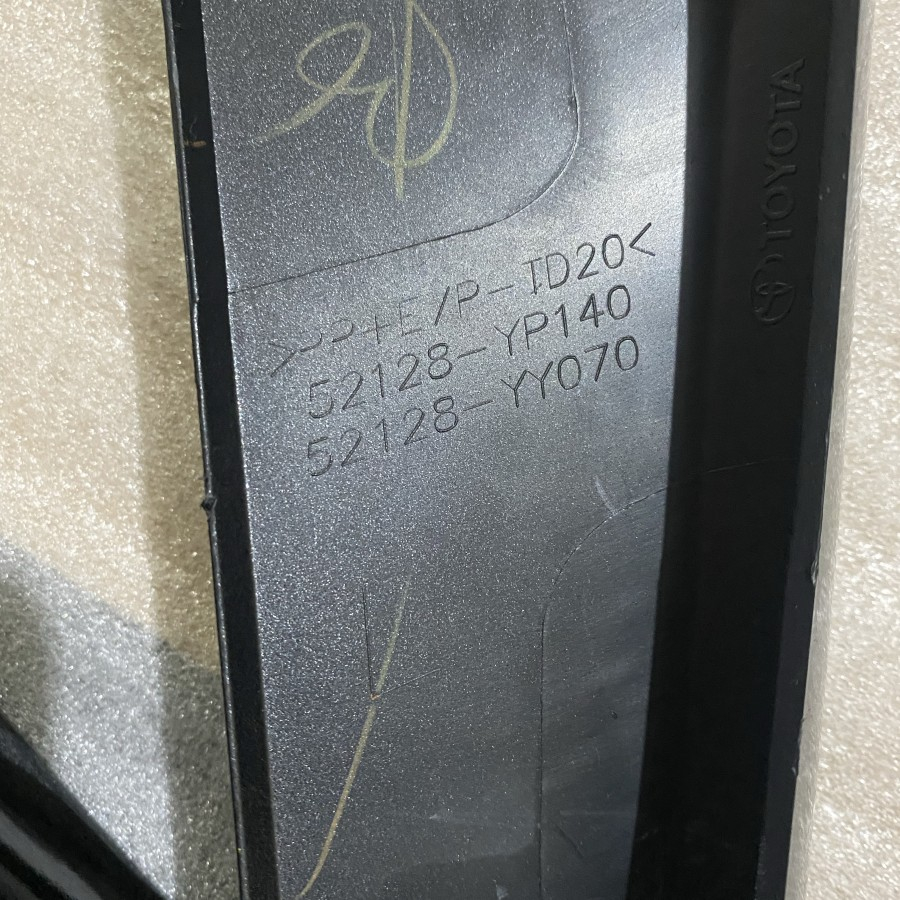 >PP+E/P-TD20<
52128-YP140
52128-YY070
L
TOYOTA